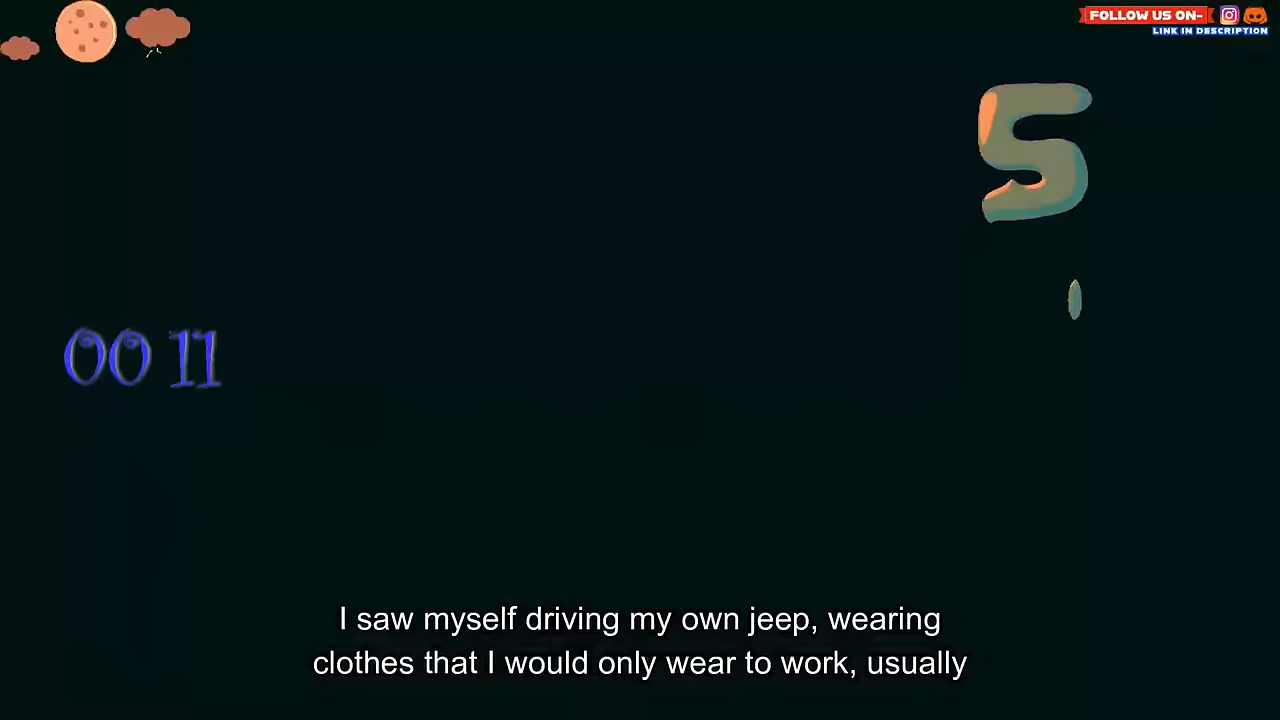 FOLLOW US ON-
LINK IN DESCRIPTION
5
00 11
I saw myself driving my own jeep, wearing
clothes that I would only wear to work, usually